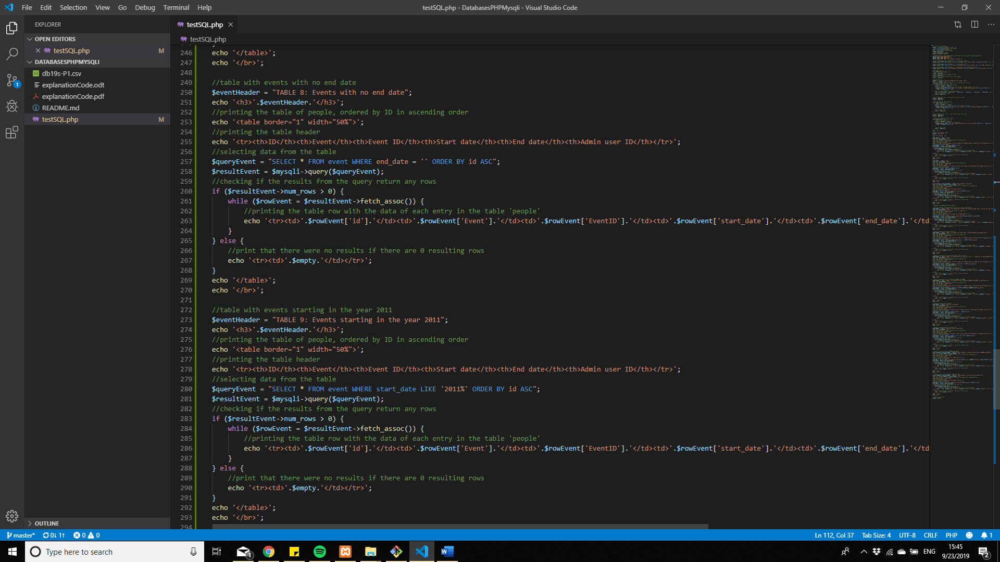 File Edit Selection View Go Debug Terminal Help
testSQL.php - DatabasesPHPMysqli - Visual Studio Code
EXPLORER
OPEN EDITORS
testSQL.php M
DATABASESPHPMYSQLI
db19s-P1.csv
explanationCode.odt
explanationCode.pdf
README.md
testSQL.php M
OUTLINE
testSQL.php
testSQL.php
246 echo '</table>';
247 echo '</br>';
248
249 //table with events with no end date
250 $eventHeader = "TABLE 8: Events with no end date";
251 echo '<h3>'.$eventHeader.'</h3>';
252 //printing the table of people, ordered by ID in ascending order
253 echo '<table border="1" width="50%">';
254 //printing the table header
255 echo '<tr><th>ID</th><th>Event</th><th>Event ID</th><th>Start date</th><th>End date</th><th>Admin user ID</th></tr>';
256 //selecting data from the table
257 $queryEvent = "SELECT * FROM event WHERE end_date = '' ORDER BY id ASC";
258 $resultEvent = $mysqli->query($queryEvent);
259 //checking if the results from the query return any rows
260 if ($resultEvent->num_rows > 0) {
261 while ($rowEvent = $resultEvent->fetch_assoc()) {
262 //printing the table row with the data of each entry in the table 'people'
263 echo '<tr><td>'.$rowEvent['id'].'</td><td>'.$rowEvent['Event'].'</td><td>'.$rowEvent['EventID'].'</td><td>'.$rowEvent['start_date'].'</td><td>'.$rowEvent['end_date'].'</td>
264 }
265 } else {
266 //print that there were no results if there are 0 resulting rows
267 echo '<tr><td>'.$empty.'</td></tr>';
268 }
269 echo '</table>';
270 echo '</br>';
271
272 //table with events starting in the year 2011
273 $eventHeader = "TABLE 9: Events starting in the year 2011";
274 echo '<h3>'.$eventHeader.'</h3>';
275 //printing the table of people, ordered by ID in ascending order
276 echo '<table border="1" width="50%">';
277 //printing the table header
278 echo '<tr><th>ID</th><th>Event</th><th>Event ID</th><th>Start date</th><th>End date</th><th>Admin user ID</th></tr>';
279 //selecting data from the table
280 $queryEvent = "SELECT * FROM event WHERE start_date LIKE '2011%' ORDER BY id ASC";
281 $resultEvent = $mysqli->query($queryEvent);
282 //checking if the results from the query return any rows
283 if ($resultEvent->num_rows > 0) {
284 while ($rowEvent = $resultEvent->fetch_assoc()) {
285 //printing the table row with the data of each entry in the table 'people'
286 echo '<tr><td>'.$rowEvent['id'].'</td><td>'.$rowEvent['Event'].'</td><td>'.$rowEvent['EventID'].'</td><td>'.$rowEvent['start_date'].'</td><td>'.$rowEvent['end_date'].'</td>
287 }
288 } else {
289 //print that there were no results if there are 0 resulting rows
290 echo '<tr><td>'.$empty.'</td></tr>';
291 }
292 echo '</table>';
293 echo '</br>';
294
master* 0↓ 1↑ 0 0
Ln 112, Col 37 Tab Size: 4 UTF-8 CRLF PHP 1
Type here to search
ENG
15:45
9/23/2019
2